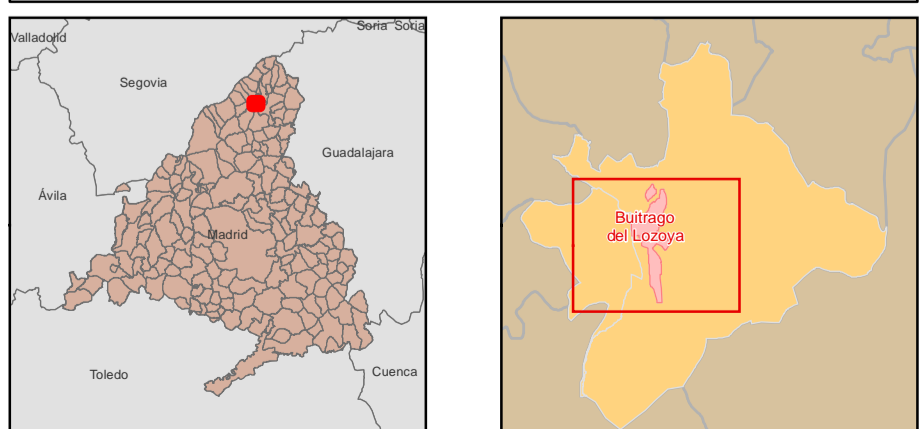 Valladolid
Soria Soria
Segovia
Guadalajara
Ávila
Madrid
Toledo
Cuenca
Buitrago
del Lozoya